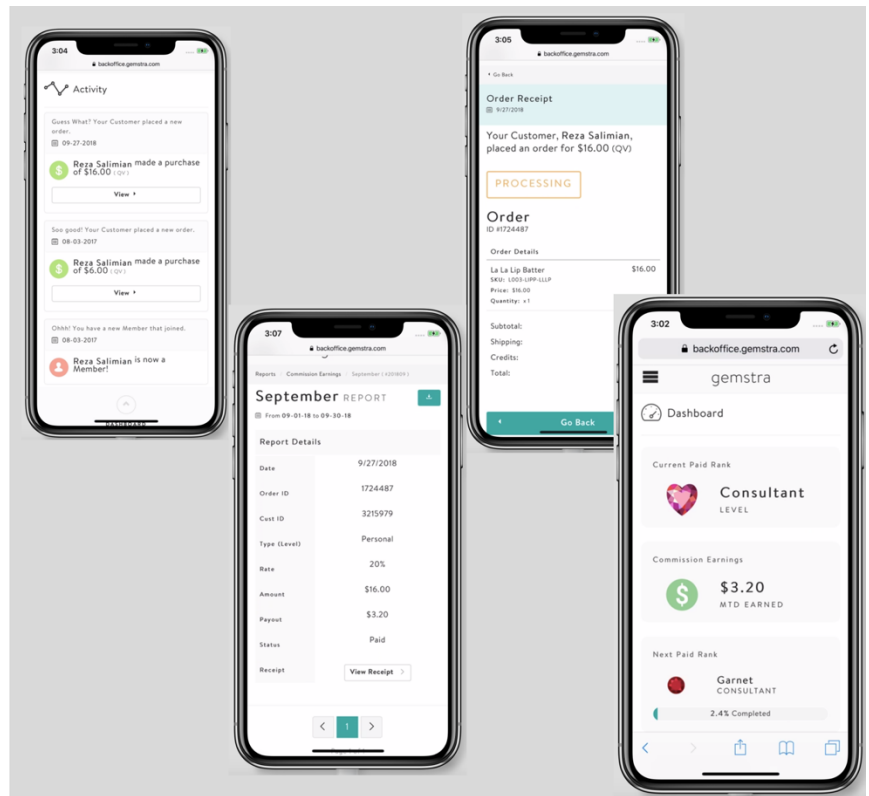 3:04
backoffice.gemstra.com
Activity
Guess What? Your Customer placed a new
order.
09-27-2018
Reza Salimian made a purchase
of $16.00 (QV)
View
Soo good! Your Customer placed a new order.
08-03-2017
Reza Salimian made a purchase
of $6.00 (QV)
View
Ohhh! You have a new Member that joined.
08-03-2017
Reza Salimian is now a
Member!
DASHBOARD
3:05
backoffice.gemstra.com
Go Back
Order Receipt
9/27/2018
Your Customer, Reza Salimian,
placed an order for $16.00 (QV)
PROCESSING
Order
ID #1724487
Order Details
La La Lip Batter $16.00
SKU: L003-LIPP-LLLP
Price: $16.00
Quantity: x1
Subtotal:
Shipping:
Credits:
Total:
Go Back
3:07
backoffice.gemstra.com
Reports Commission Earnings September (#201809)
September REPORT
From 09-01-18 to 09-30-18
Report Details
Date 9/27/2018
Order ID 1724487
Cust ID 3215979
Type (Level) Personal
Rate 20%
Amount $16.00
Payout $3.20
Status Paid
Receipt View Receipt
1
3:02
backoffice.gemstra.com
gemstra
Dashboard
Current Paid Rank
Consultant
LEVEL
Commission Earnings
$3.20
MTD EARNED
Next Paid Rank
Garnet
CONSULTANT
2.4% Completed